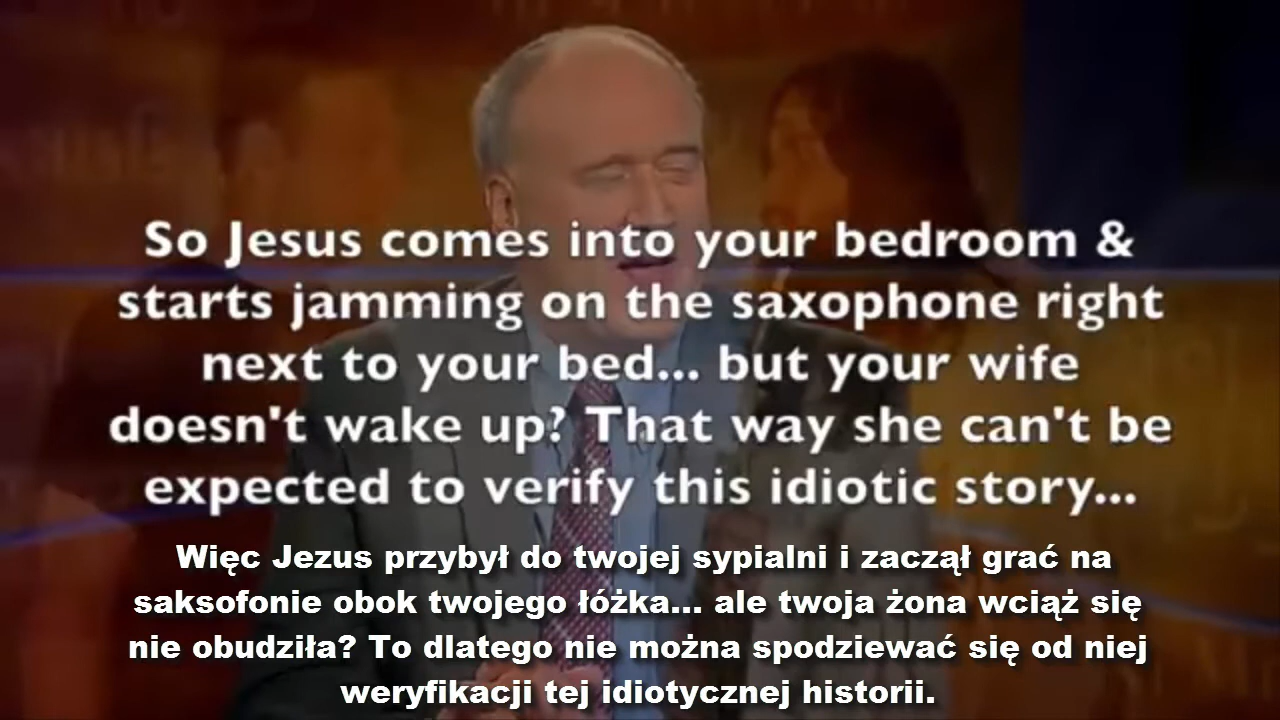 So Jesus comes into your bedroom &
starts jamming on the saxophone right
next to your bed... but your wife
doesn't wake up? That way she can't be
expected to verify this idiotic story...
Więc Jezus przybył do twojej sypialni i zaczął grać na
saksofonie obok twojego łóżka... ale twoja żona wciąż się
nie obudziła? To dlatego nie można spodziewać się od niej
weryfikacji tej idiotycznej historii.